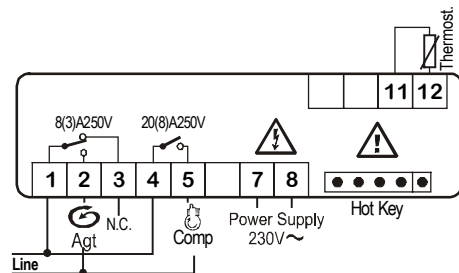 Thermost.
11 12
8(3)A250V 20(8)A250V
1 2 3 4 5 7 8
Agt N.C. Comp Power Supply
230V~
Hot Key
Line